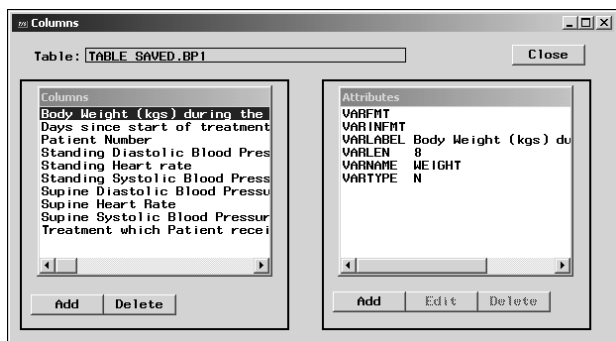 Columns
Table: TABLE SAVED.BP1
Close
Columns
Body Weight (kgs) during the
Days since start of treatment
Patient Number
Standing Diastolic Blood Pres
Standing Heart rate
Standing Systolic Blood Press
Supine Diastolic Blood Pressu
Supine Heart Rate
Supine Systolic Blood Pressur
Treatment which Patient recei
Add Delete
Attributes
VARFMT
VARINFMT
VARLABEL Body Weight (kgs) du
VARLEN 8
VARNAME WEIGHT
VARTYPE N
Add Edit Delete